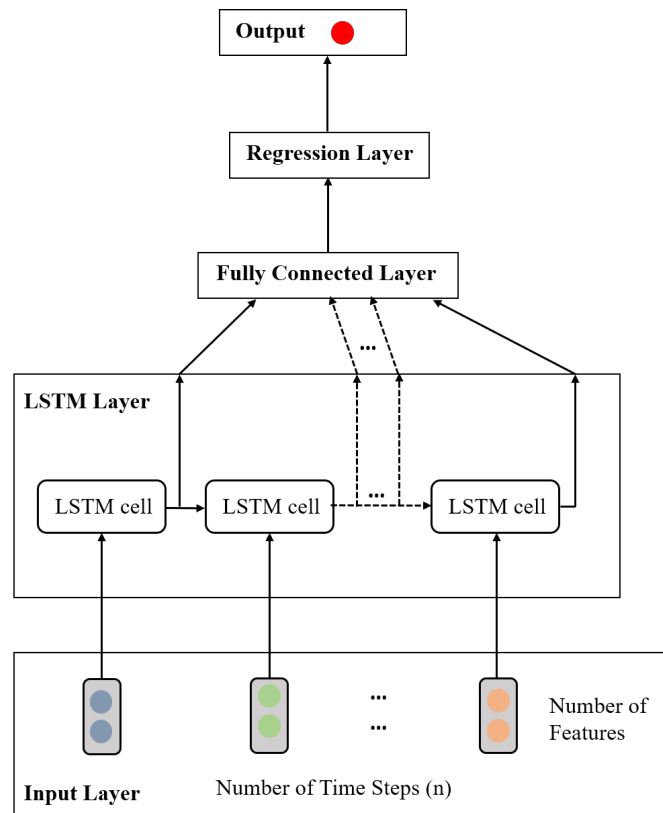 Output
Regression Layer
Fully Connected Layer
...
LSTM Layer
...
LSTM cell
LSTM cell
LSTM cell
...
...
Number of
Features
Number of Time Steps (n)
Input Layer